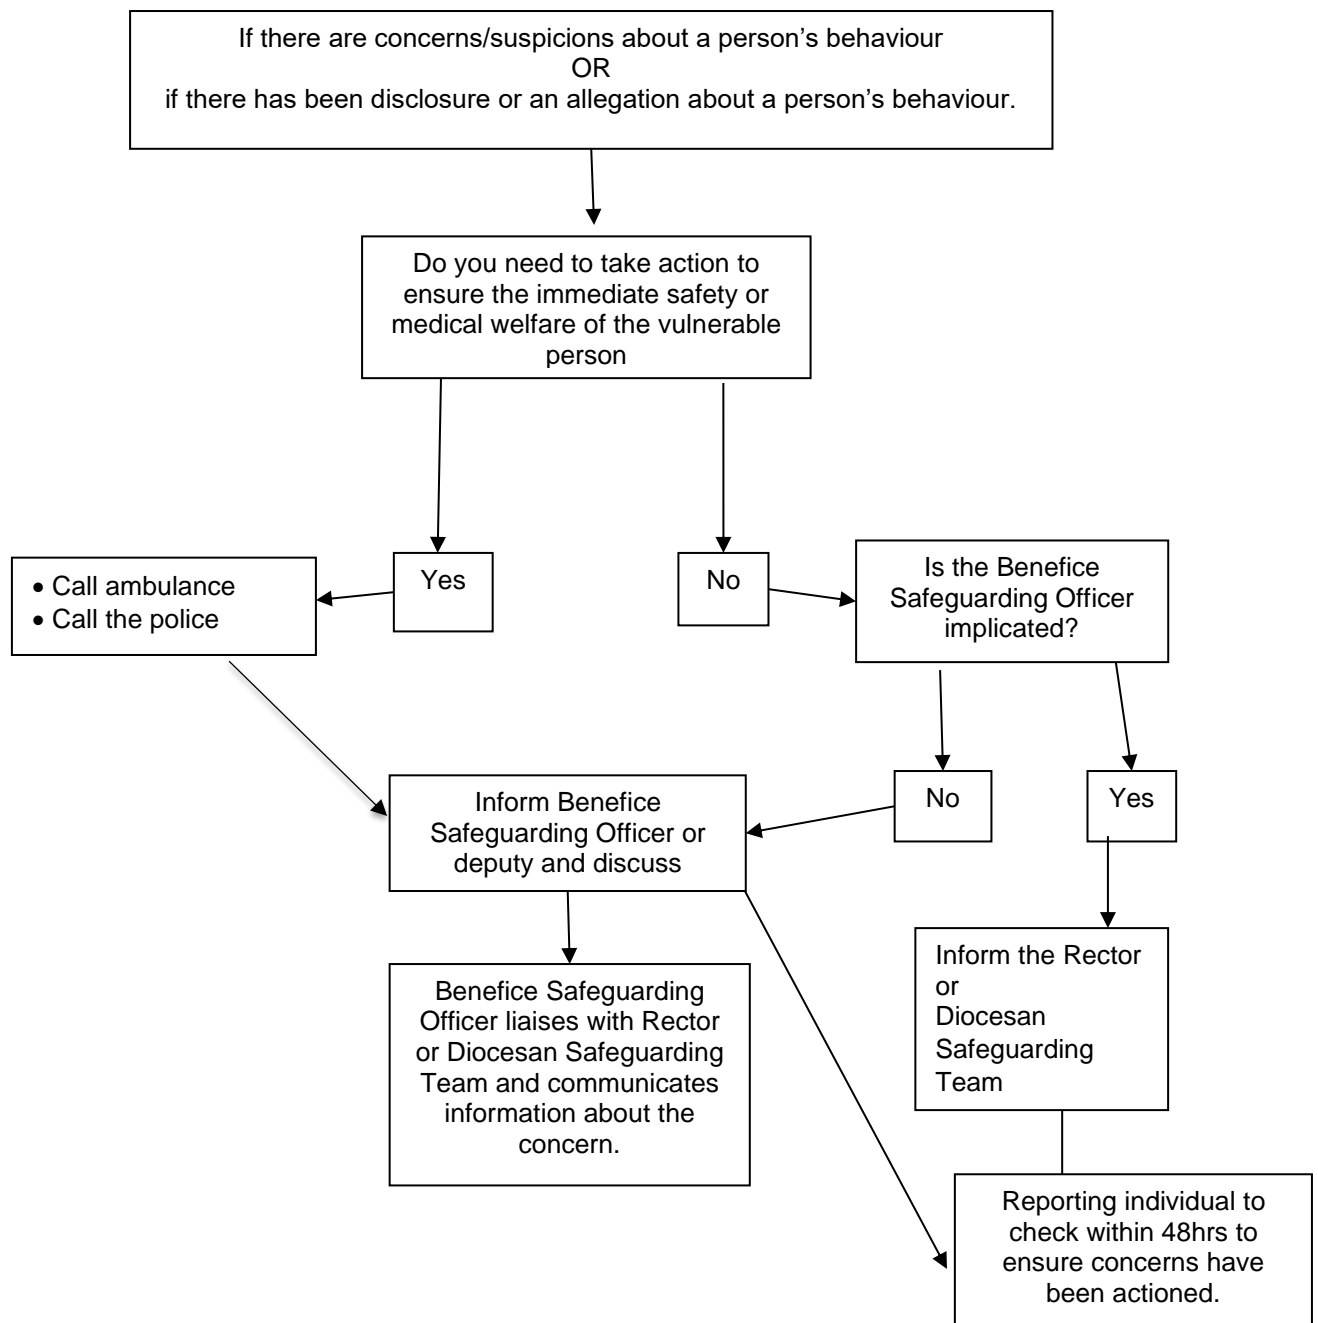 If there are concerns/suspicions about a person’s behaviour
OR
if there has been disclosure or an allegation about a person’s behaviour.
Do you need to take action to
ensure the immediate safety or
medical welfare of the vulnerable
person
• Call ambulance
• Call the police
Yes
No
Is the Benefice
Safeguarding Officer
implicated?
No
Yes
Inform Benefice
Safeguarding Officer or
deputy and discuss
Benefice Safeguarding
Officer liaises with Rector
or Diocesan Safeguarding
Team and communicates
information about the
concern.
Inform the Rector
or
Diocesan
Safeguarding
Team
Reporting individual to
check within 48hrs to
ensure concerns have
been actioned.